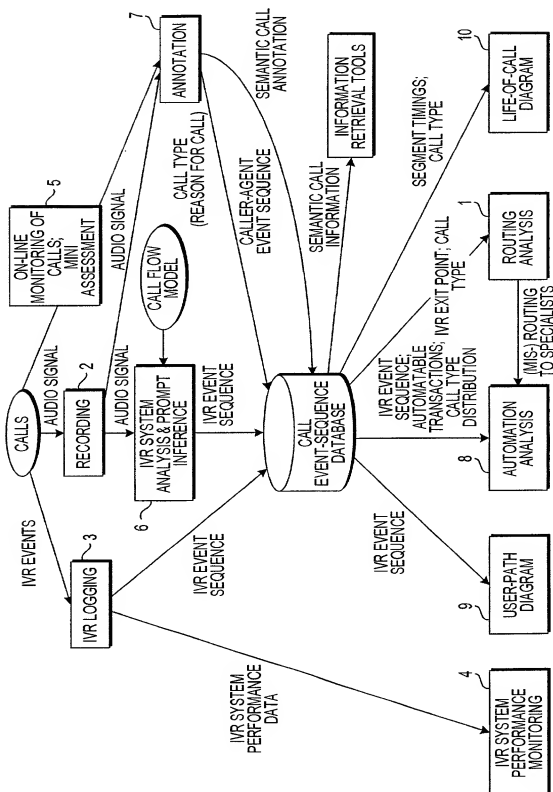 CALLS
5
ON-LINE
MONITORING OF
CALLS;
MINI
ASSESSMENT
IVR EVENTS
AUDIO SIGNAL
AUDIO SIGNAL
7
ANNOTATION
3
IVR LOGGING
2
RECORDING
AUDIO SIGNAL
AUDIO SIGNAL
CALL FLOW
MODEL
6
IVR SYSTEM
ANALYSIS & PROMPT
INFERENCE
CALL TYPE
(REASON FOR CALL)
SEMANTIC CALL
ANNOTATION
IVR EVENT
SEQUENCE
IVR EVENT
SEQUENCE
CALLER-AGENT
EVENT SEQUENCE
CALL
EVENT-SEQUENCE
DATABASE
SEMANTIC CALL
INFORMATION
INFORMATION
RETRIEVAL TOOLS
IVR SYSTEM
PERFORMANCE
DATA
IVR EVENT
SEQUENCE
IVR EVENT
SEQUENCE;
AUTOMATABLE
TRANSACTIONS;
CALL TYPE
DISTRIBUTION
IVR EXIT POINT; CALL
TYPE
SEGMENT TIMINGS;
CALL TYPE
4
IVR SYSTEM
PERFORMANCE
MONITORING
9
USER-PATH
DIAGRAM
8
AUTOMATION
ANALYSIS
(MIS-) ROUTING
TO SPECIALISTS
1
ROUTING
ANALYSIS
10
LIFE-OF-CALL
DIAGRAM